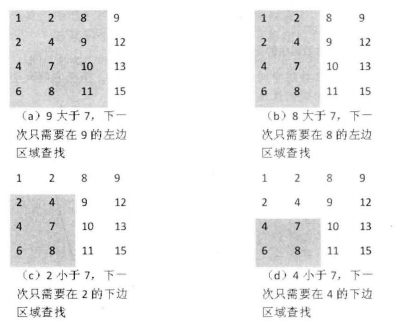 1 2 8 9
2 4 9 12
4 7 10 13
6 8 11 15
（a）9 大于 7，下一
次只需要在 9 的左边
区域查找
1 2 8 9
2 4 9 12
4 7 10 13
6 8 11 15
（b）8 大于 7，下一
次只需要在 8 的左边
区域查找
1 2 8 9
2 4 9 12
4 7 10 13
6 8 11 15
（c）2 小于 7，下一
次只需要在 2 的下边
区域查找
1 2 8 9
2 4 9 12
4 7 10 13
6 8 11 15
（d）4 小于 7，下一
次只需要在 4 的下边
区域查找